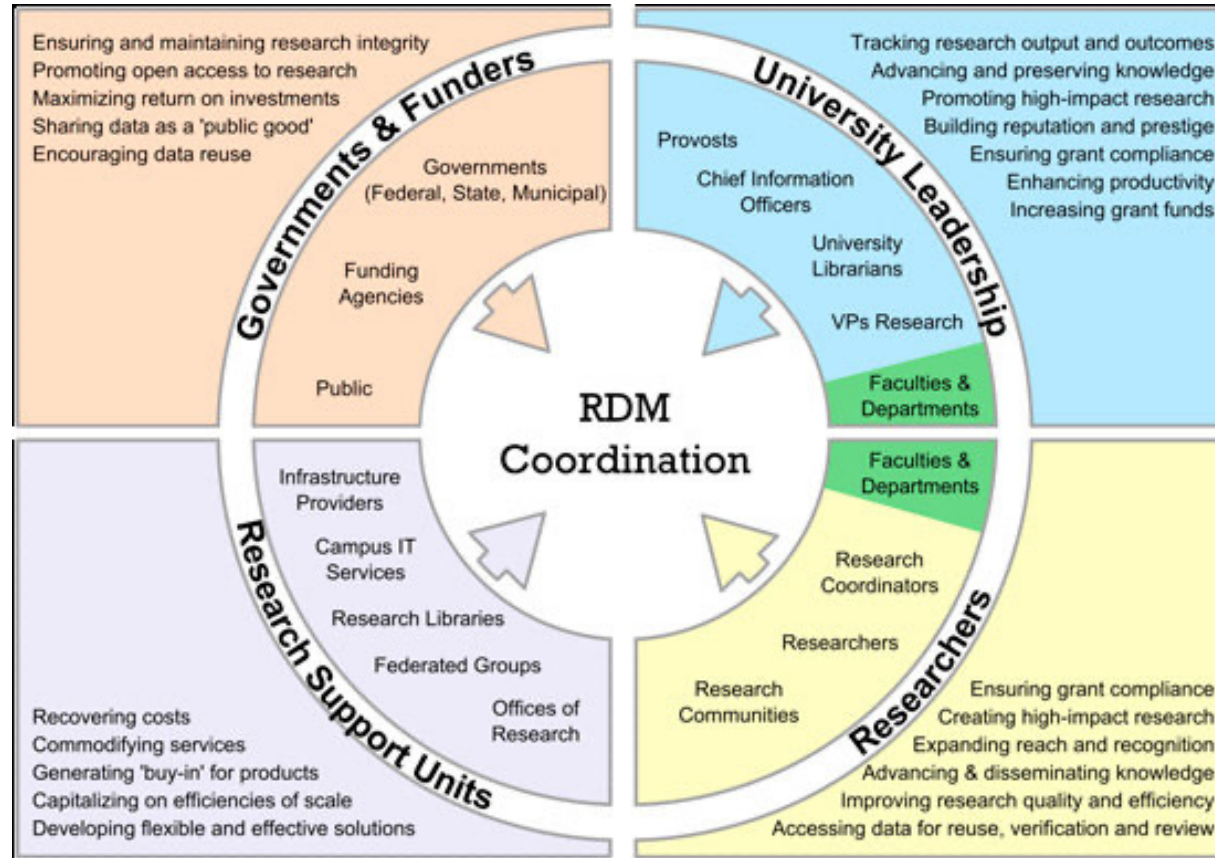 Ensuring and maintaining research integrity
Promoting open access to research
Maximizing return on investments
Sharing data as a 'public good'
Encouraging data reuse
Governments & Funders
Governments
(Federal, State, Municipal)
Funding
Agencies
Public
Tracking research output and outcomes
Advancing and preserving knowledge
Promoting high-impact research
Building reputation and prestige
Ensuring grant compliance
Enhancing productivity
Increasing grant funds
University Leadership
Provosts
Chief Information
Officers
University
Librarians
VPs Research
Faculties &
Departments
RDM
Coordination
Infrastructure
Providers
Campus IT
Services
Research Libraries
Federated Groups
Offices of
Research
Research Support Units
Recovering costs
Commodifying services
Generating 'buy-in' for products
Capitalizing on efficiencies of scale
Developing flexible and effective solutions
Faculties &
Departments
Research
Coordinators
Researchers
Research
Communities
Researchers
Ensuring grant compliance
Creating high-impact research
Expanding reach and recognition
Advancing & disseminating knowledge
Improving research quality and efficiency
Accessing data for reuse, verification and review